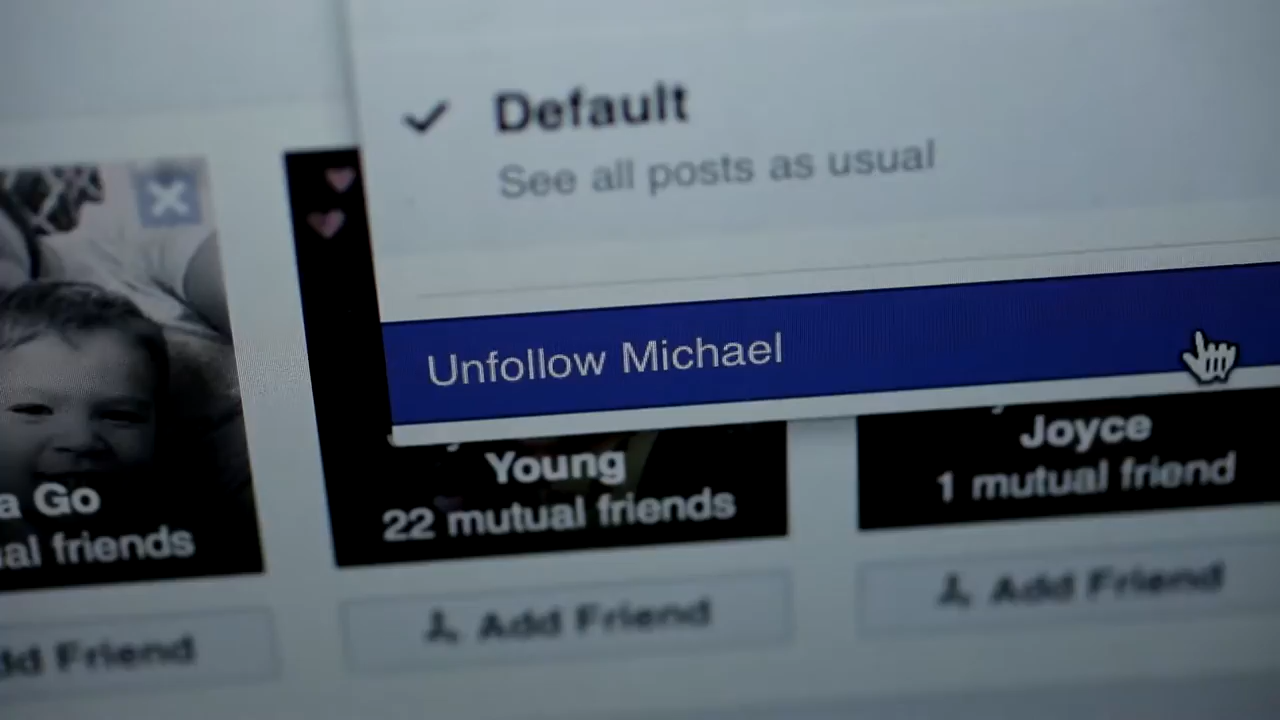 Default
See all posts as usual
Unfollow Michael
a Go
al friends
dd Friend
Young
22 mutual friends
Add Friend
Joyce
1 mutual friend
Add Friend